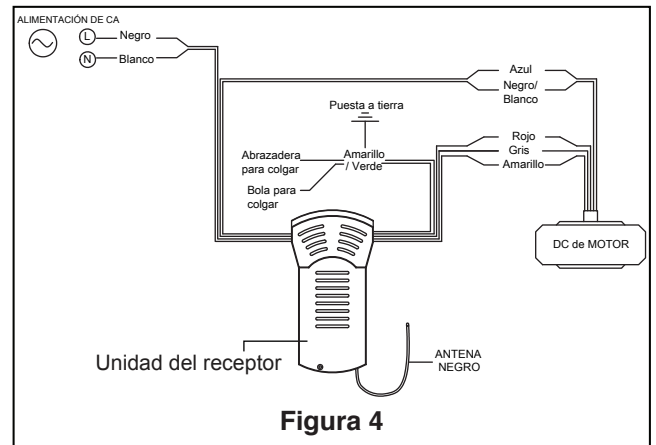 ALIMENTACIÓN DE CA
L
Negro
N
Blanco
Azul
Negro/
Blanco
Puesta a tierra
Rojo
Gris
Amarillo
Abrazadera
para colgar
Amarillo
/ Verde
Bola para
colgar
DC de MOTOR
Unidad del receptor
ANTENA
NEGRO
Figura 4